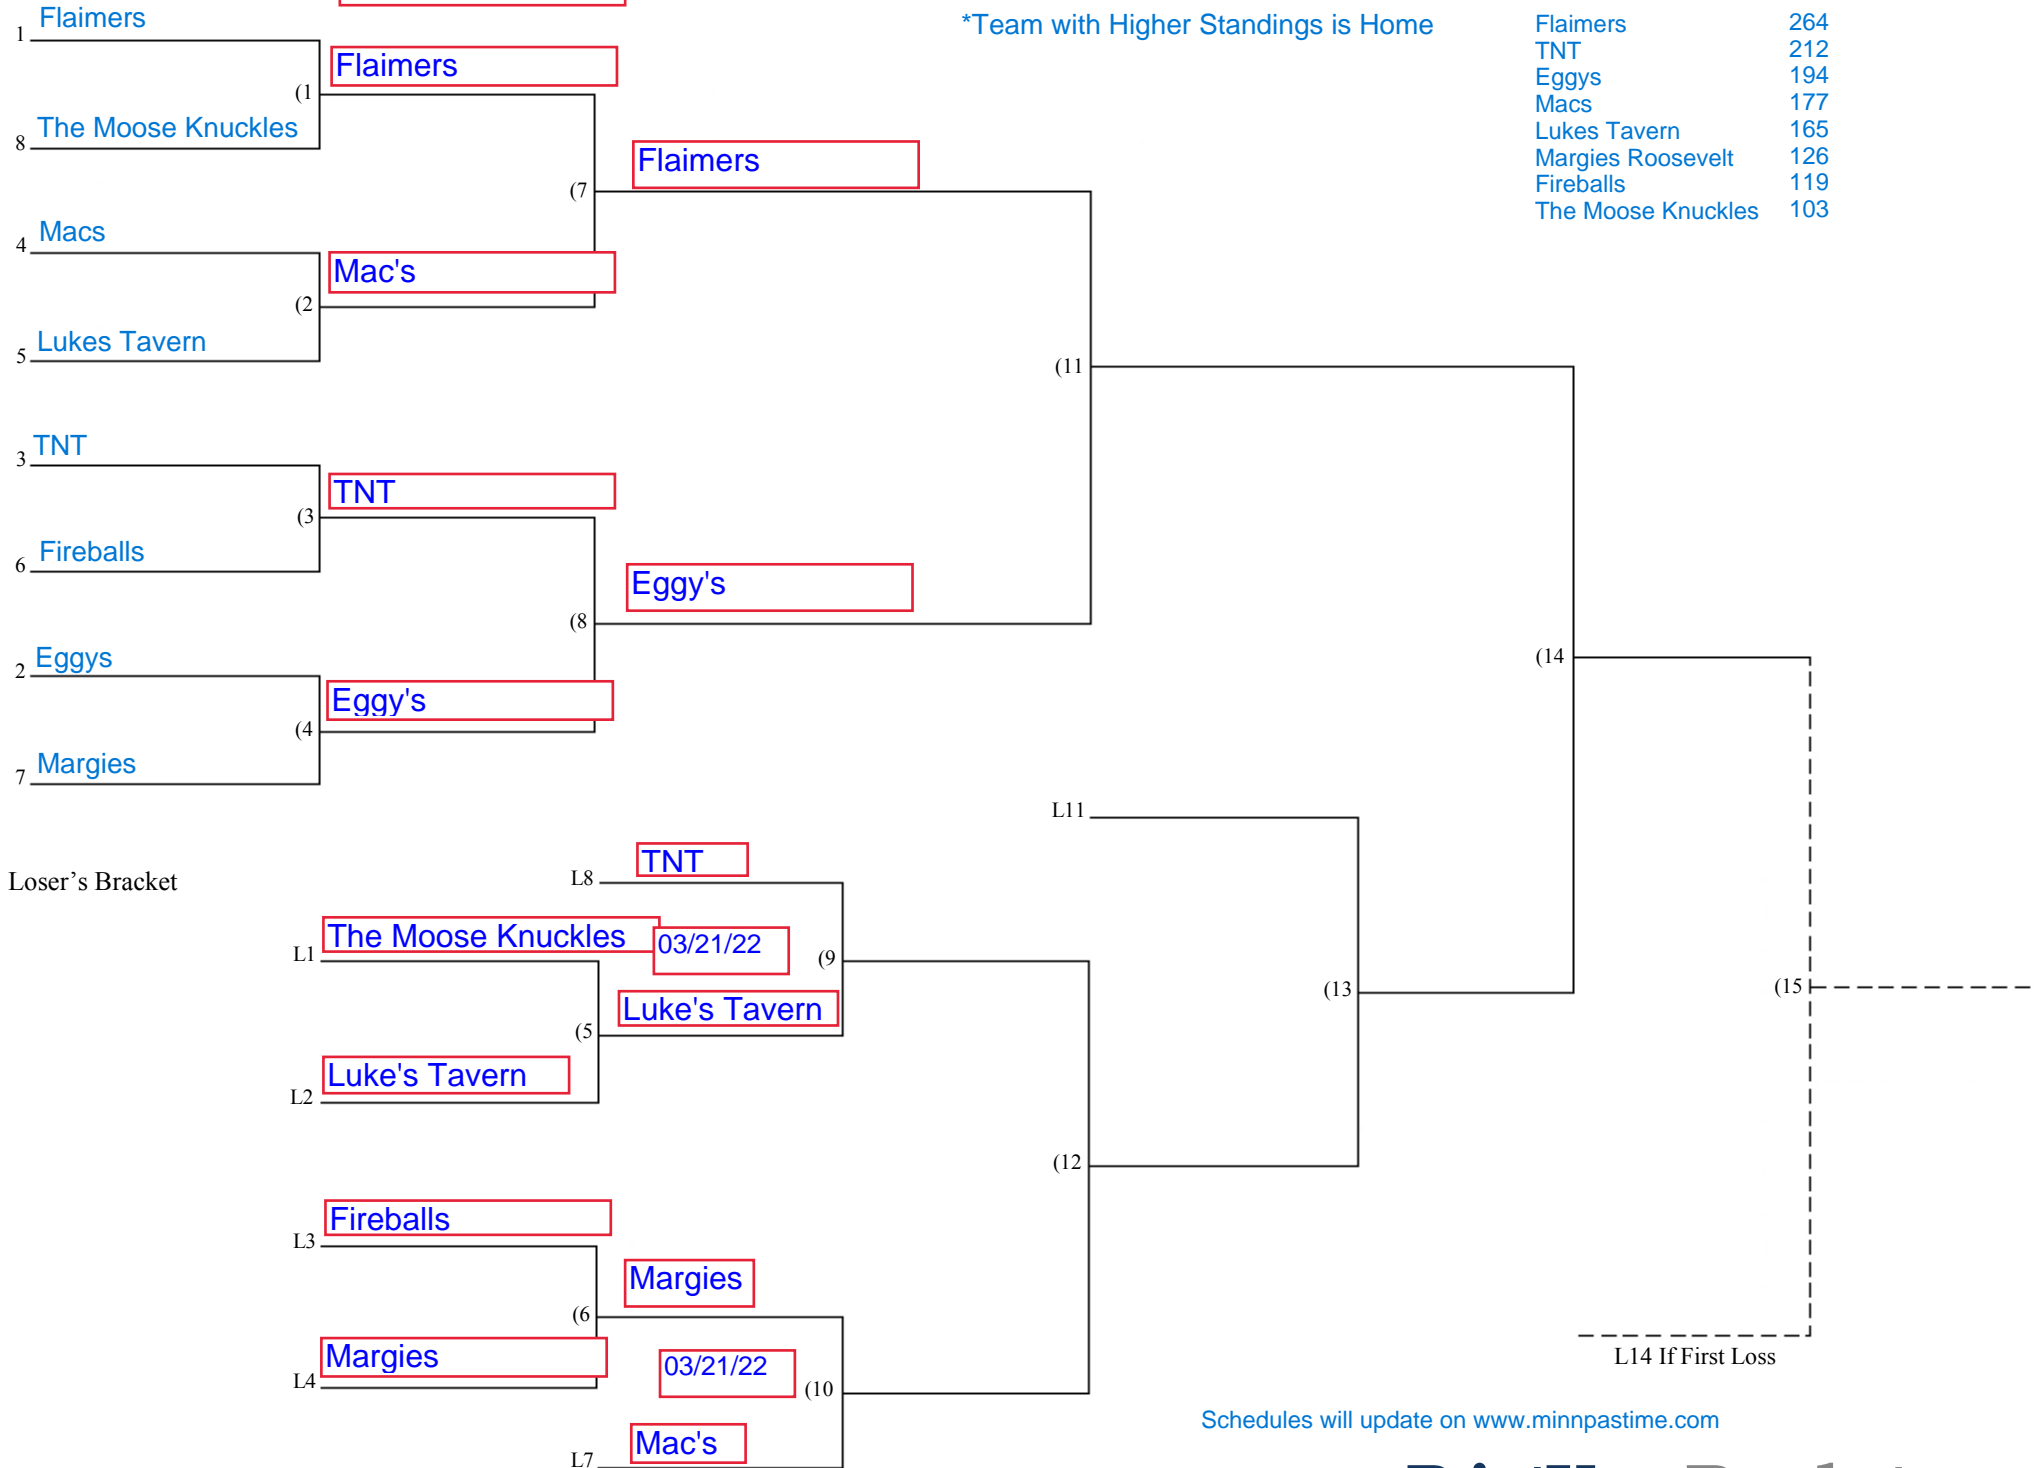 Flaimers
1
*Team with Higher Standings is Home
Flaimers 264
TNT 212
Eggys 194
Macs 177
Lukes Tavern 165
Margies Roosevelt 126
Fireballs 119
The Moose Knuckles 103
Flaimers
(1
The Moose Knuckles
8
Flaimers
(7
Macs
4
Mac's
(2
Lukes Tavern
5
(11
TNT
3
TNT
(3
Fireballs
6
Eggy's
(8
Eggys
2
Eggy's
(4
Margies
7
(14
L11
Loser's Bracket
TNT
L8
The Moose Knuckles
L1
03/21/22
(9
Luke's Tavern
(5
Luke's Tavern
L2
(13
(15
(12
Fireballs
L3
Margies
(6
Margies
L4
03/21/22
(10
Mac's
L7
L14 If First Loss
Schedules will update on www.minnpastime.com